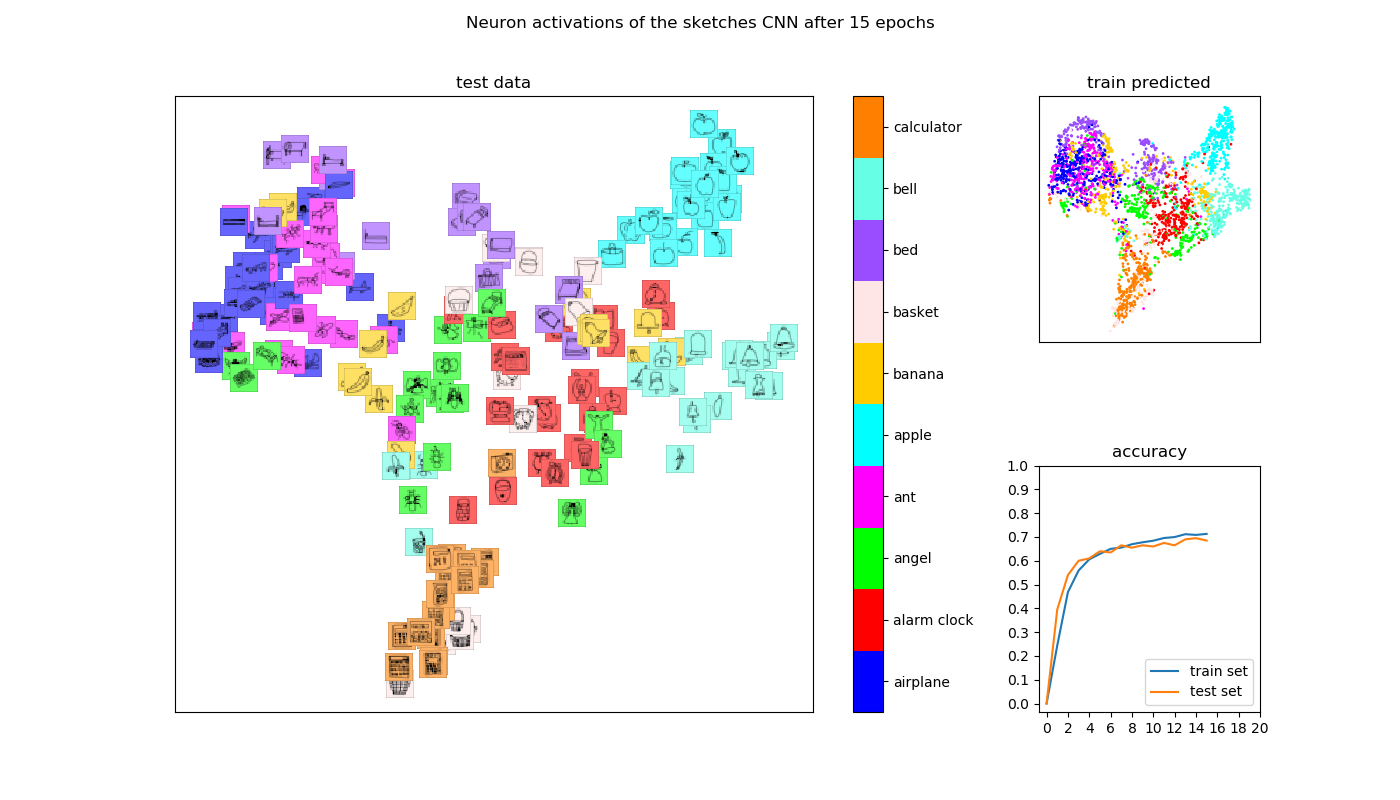 Neuron activations of the sketches CNN after 15 epochs
test data
calculator
bell
bed
basket
banana
apple
ant
angel
alarm clock
airplane
train predicted
accuracy
1.0
0.9
0.8
0.7
0.6
0.5
0.4
0.3
0.2
0.1
0.0
train set
test set
0 2 4 6 8 10 12 14 16 18 20